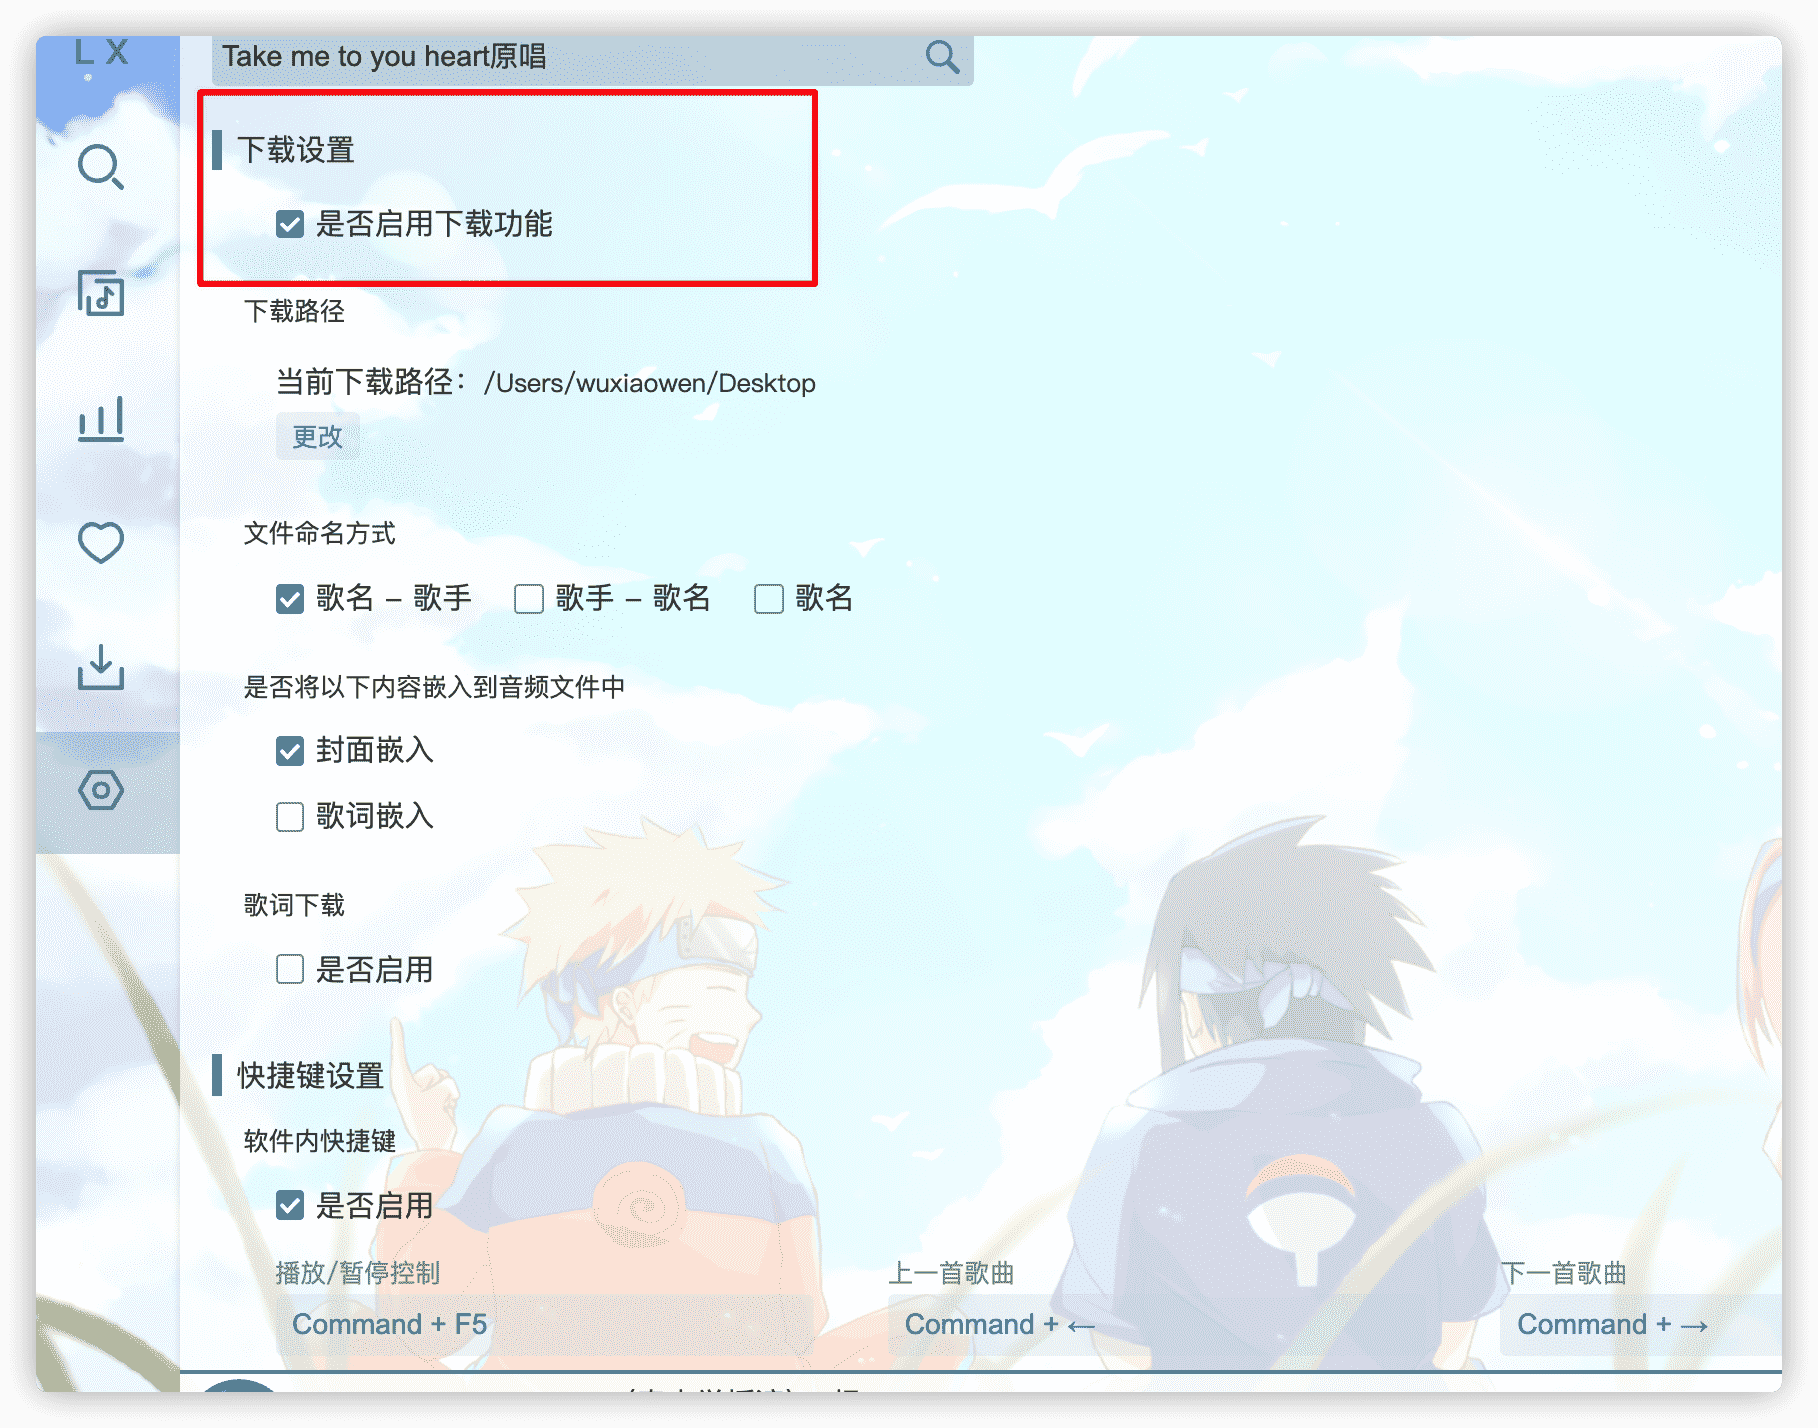 L X
Take me to you heart原唱
下载设置
是否启用下载功能
下载路径
当前下载路径：/Users/wuxiaowen/Desktop
更改
文件命名方式
歌名 – 歌手 歌手 – 歌名 歌名
是否将以下内容嵌入到音频文件中
封面嵌入
歌词嵌入
歌词下载
是否启用
快捷键设置
软件内快捷键
是否启用
播放/暂停控制 上一首歌曲 下一首歌曲
Command + F5 Command + ← Command + →